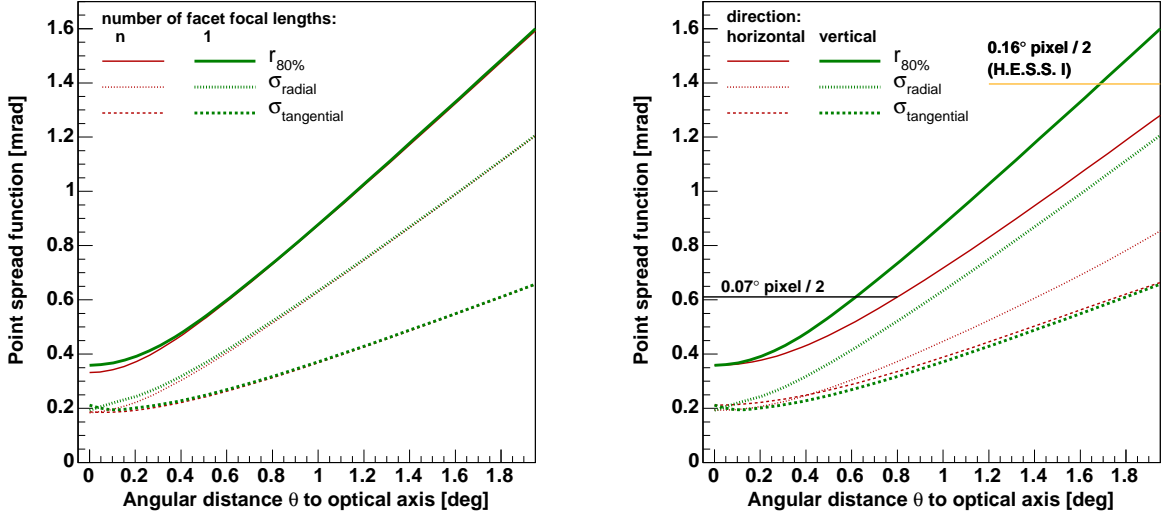 number of facet focal lengths:
n 1
r80%
σradial
σtangential
Point spread function [mrad]
1.6
1.4
1.2
1
0.8
0.6
0.4
0.2
0
0 0.2 0.4 0.6 0.8 1 1.2 1.4 1.6 1.8
Angular distance θ to optical axis [deg]
direction:
horizontal vertical
r80%
σradial
σtangential
0.16° pixel / 2
(H.E.S.S. I)
0.07° pixel / 2
Point spread function [mrad]
1.6
1.4
1.2
1
0.8
0.6
0.4
0.2
0
0 0.2 0.4 0.6 0.8 1 1.2 1.4 1.6 1.8
Angular distance θ to optical axis [deg]